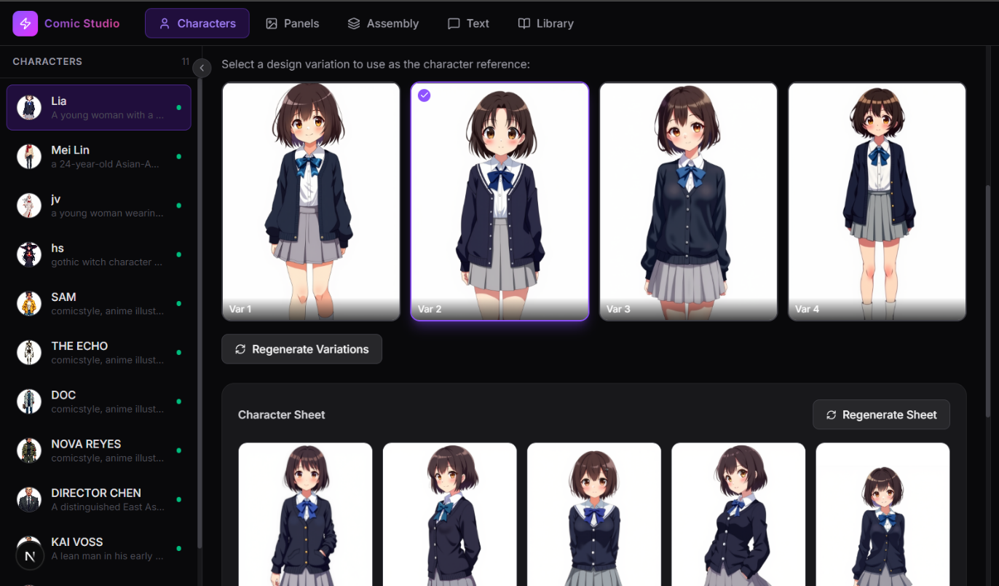 Comic Studio
Characters
Panels
Assembly
Text
Library
CHARACTERS
11
Lia
A young woman with a ...
Mei Lin
a 24-year-old Asian-A...
jv
a young woman wearin...
hs
gothic witch character ...
SAM
comicstyle, anime illust...
THE ECHO
comicstyle, anime illust...
DOC
comicstyle, anime illust...
NOVA REYES
comicstyle, anime illust...
DIRECTOR CHEN
A distinguished East As...
KAI VOSS
A lean man in his early ...
N
Select a design variation to use as the character reference:
Var 1
Var 2
Var 3
Var 4
Regenerate Variations
Character Sheet
Regenerate Sheet